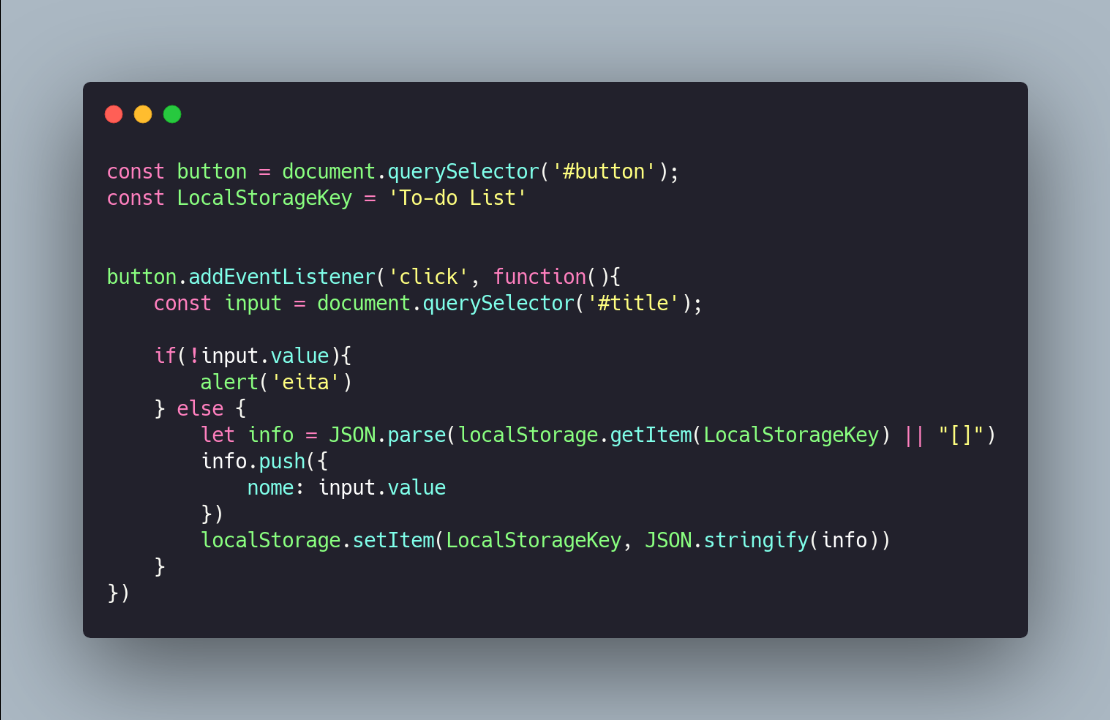 const button = document.querySelector('#button');
const LocalStorageKey = 'To-do List'
button.addEventListener('click', function(){
    const input = document.querySelector('#title');
    if(!input.value){
        alert('eita')
    } else {
        let info = JSON.parse(localStorage.getItem(LocalStorageKey) || "[]")
        info.push({
            nome: input.value
        })
        localStorage.setItem(LocalStorageKey, JSON.stringify(info))
    }
})